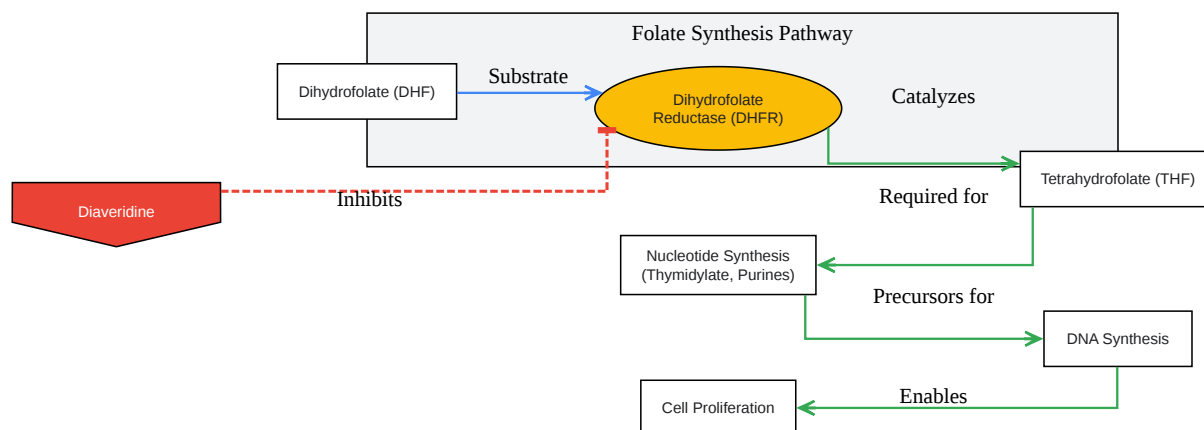 Folate Synthesis Pathway
Dihydrofolate (DHF)
Substrate
Dihydrofolate
Reductase (DHFR)
Catalyzes
Tetrahydrofolate (THF)
Diaveridine
Inhibits
Required for
Nucleotide Synthesis
(Thymidylate, Purines)
Precursors for
DNA Synthesis
Enables
Cell Proliferation